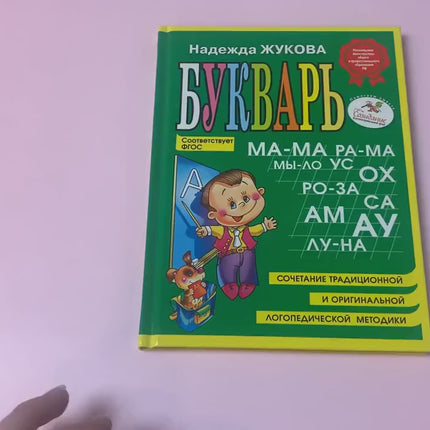 Надежда ЖУКОВА
БУКВАРЬ
Соответствует
ФГОС
А
МА-МА РА-МА
МЫ-ЛО УС
ОХ
РО-ЗА
СА
АМ АУ
ЛУ-НА
СОЧЕТАНИЕ ТРАДИЦИОННОЙ
И ОРИГИНАЛЬНОЙ
ЛОГОПЕДИЧЕСКОЙ МЕТОДИКИ